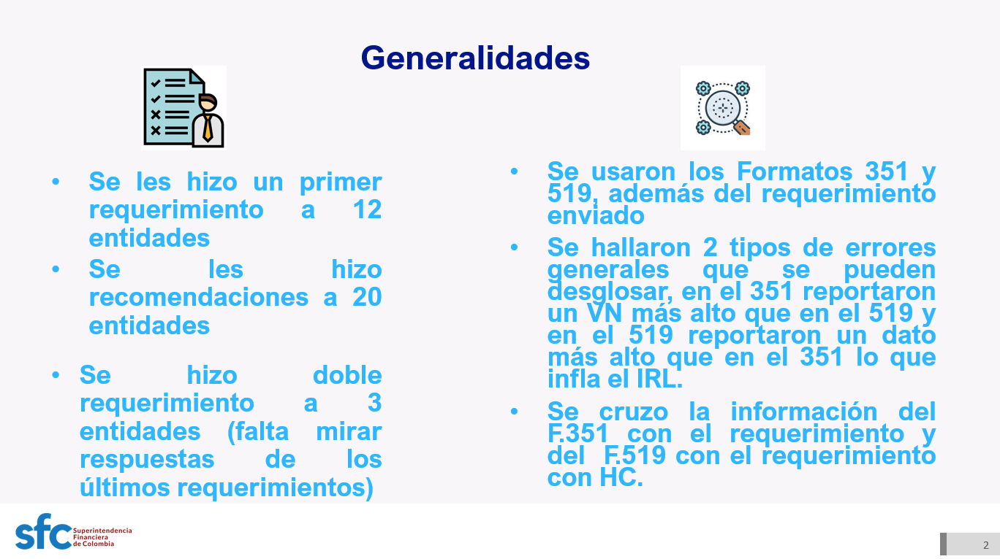 Generalidades
Se les hizo un primer
requerimiento a 12
entidades
Se les hizo
recomendaciones a 20
entidades
Se hizo doble
requerimiento a 3
entidades (falta mirar
respuestas de los
últimos requerimientos)
Se usaron los Formatos 351 y
519, además del requerimiento
enviado
Se hallaron 2 tipos de errores
generales que se pueden
desglosar, en el 351 reportaron
un VN más alto que en el 519 y
en el 519 reportaron un dato
más alto que en el 351 lo que
infla el IRL.
Se cruzo la información del
F.351 con el requerimiento y
del F.519 con el requerimiento
con HC.
sfc
Superintendencia
Financiera
de Colombia
2